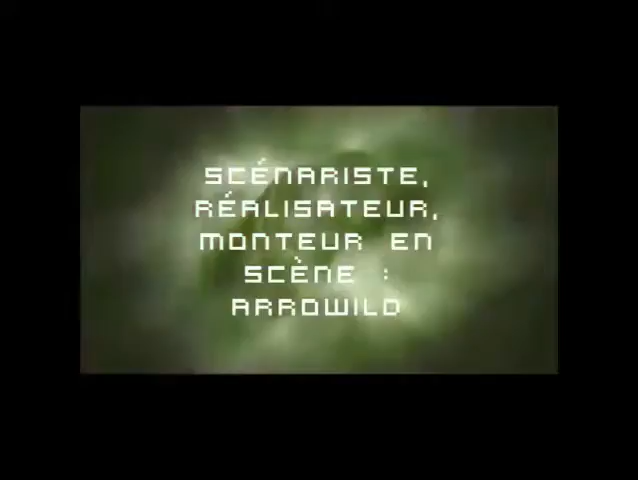 SCÉNARISTE,
RÉALISATEUR,
MONTEUR EN
SCÈNE :
ARROWILD